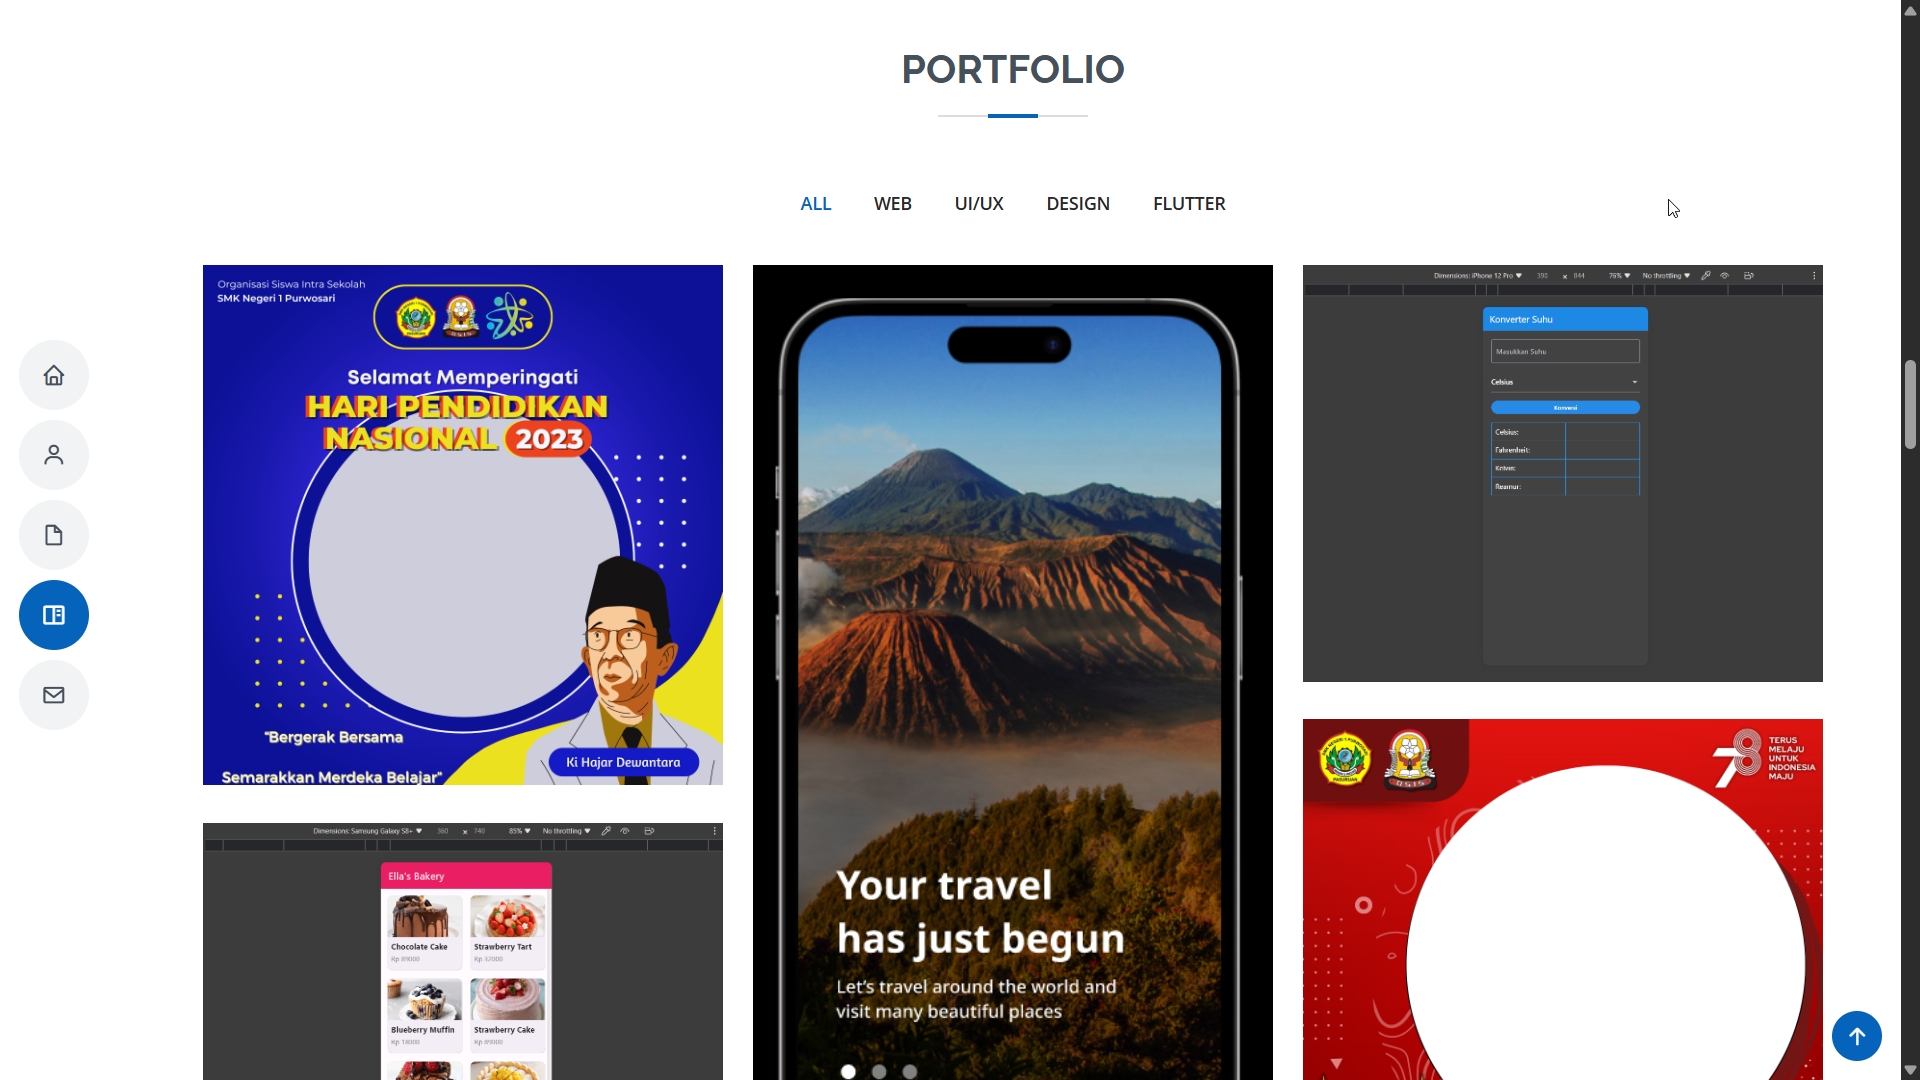 PORTFOLIO
ALL
WEB
UI/UX
DESIGN
FLUTTER
Organisasi Siswa Intra Sekolah
SMK Negeri 1 Purwosari
Selamat Memperingati
HARI PENDIDIKAN
NASIONAL 2023
"Bergerak Bersama
Semarakkan Merdeka Belajar"
Ki Hajar Dewantara
Your travel
has just begun
Let's travel around the world and
visit many beautiful places
Dimensions: iPhone 12 Pro 390 x 844 76% No throttling
Konverter Suhu
Masukkan Suhu
Celsius
Konversi
Celsius:
Fahrenheit:
Kelvin:
Reamur:
Dimensions: Samsung Galaxy S8+ 360 x 740 85% No throttling
Ella's Bakery
Chocolate Cake
Rp 89000
Strawberry Tart
Rp 32000
Blueberry Muffin
Rp 18000
Strawberry Cake
Rp 89000
OSIS
78
TERUS
MELAJU
UNTUK
INDONESIA
MAJU